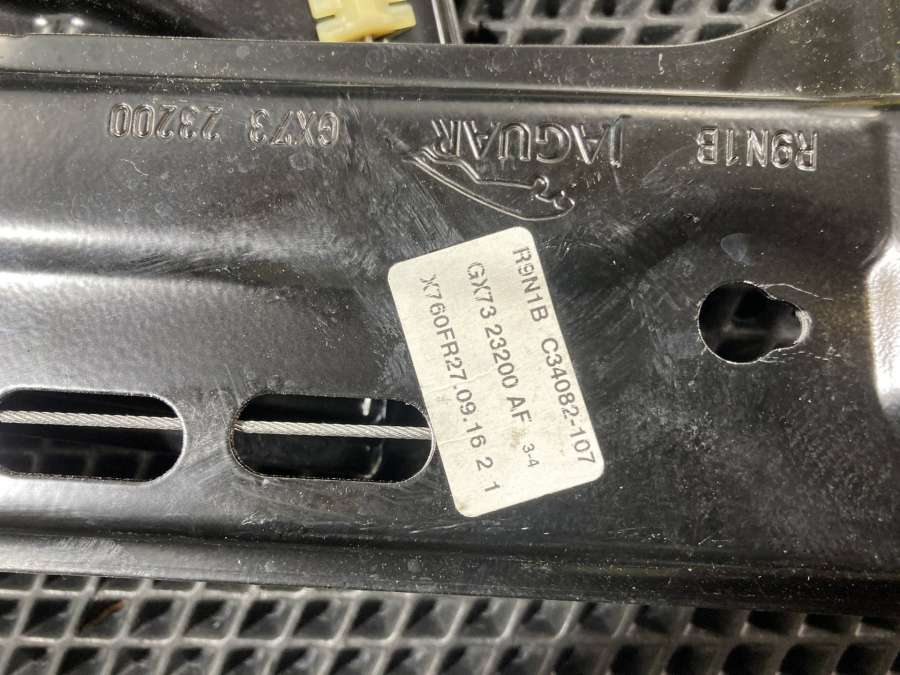 R9N1B JAGUAR GX73 23200
R9N1B C34082-107
GX73 23200 AF 3-4
X760FR27.09.16 2 1